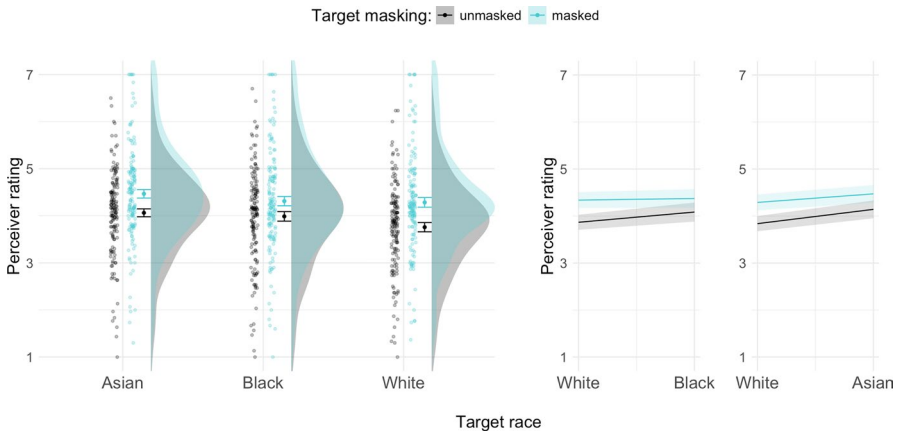 Target masking: unmasked masked
Perceiver rating
7
5
3
1
Asian Black White
Perceiver rating
7
5
3
1
White Black
7
5
3
1
White Asian
Target race